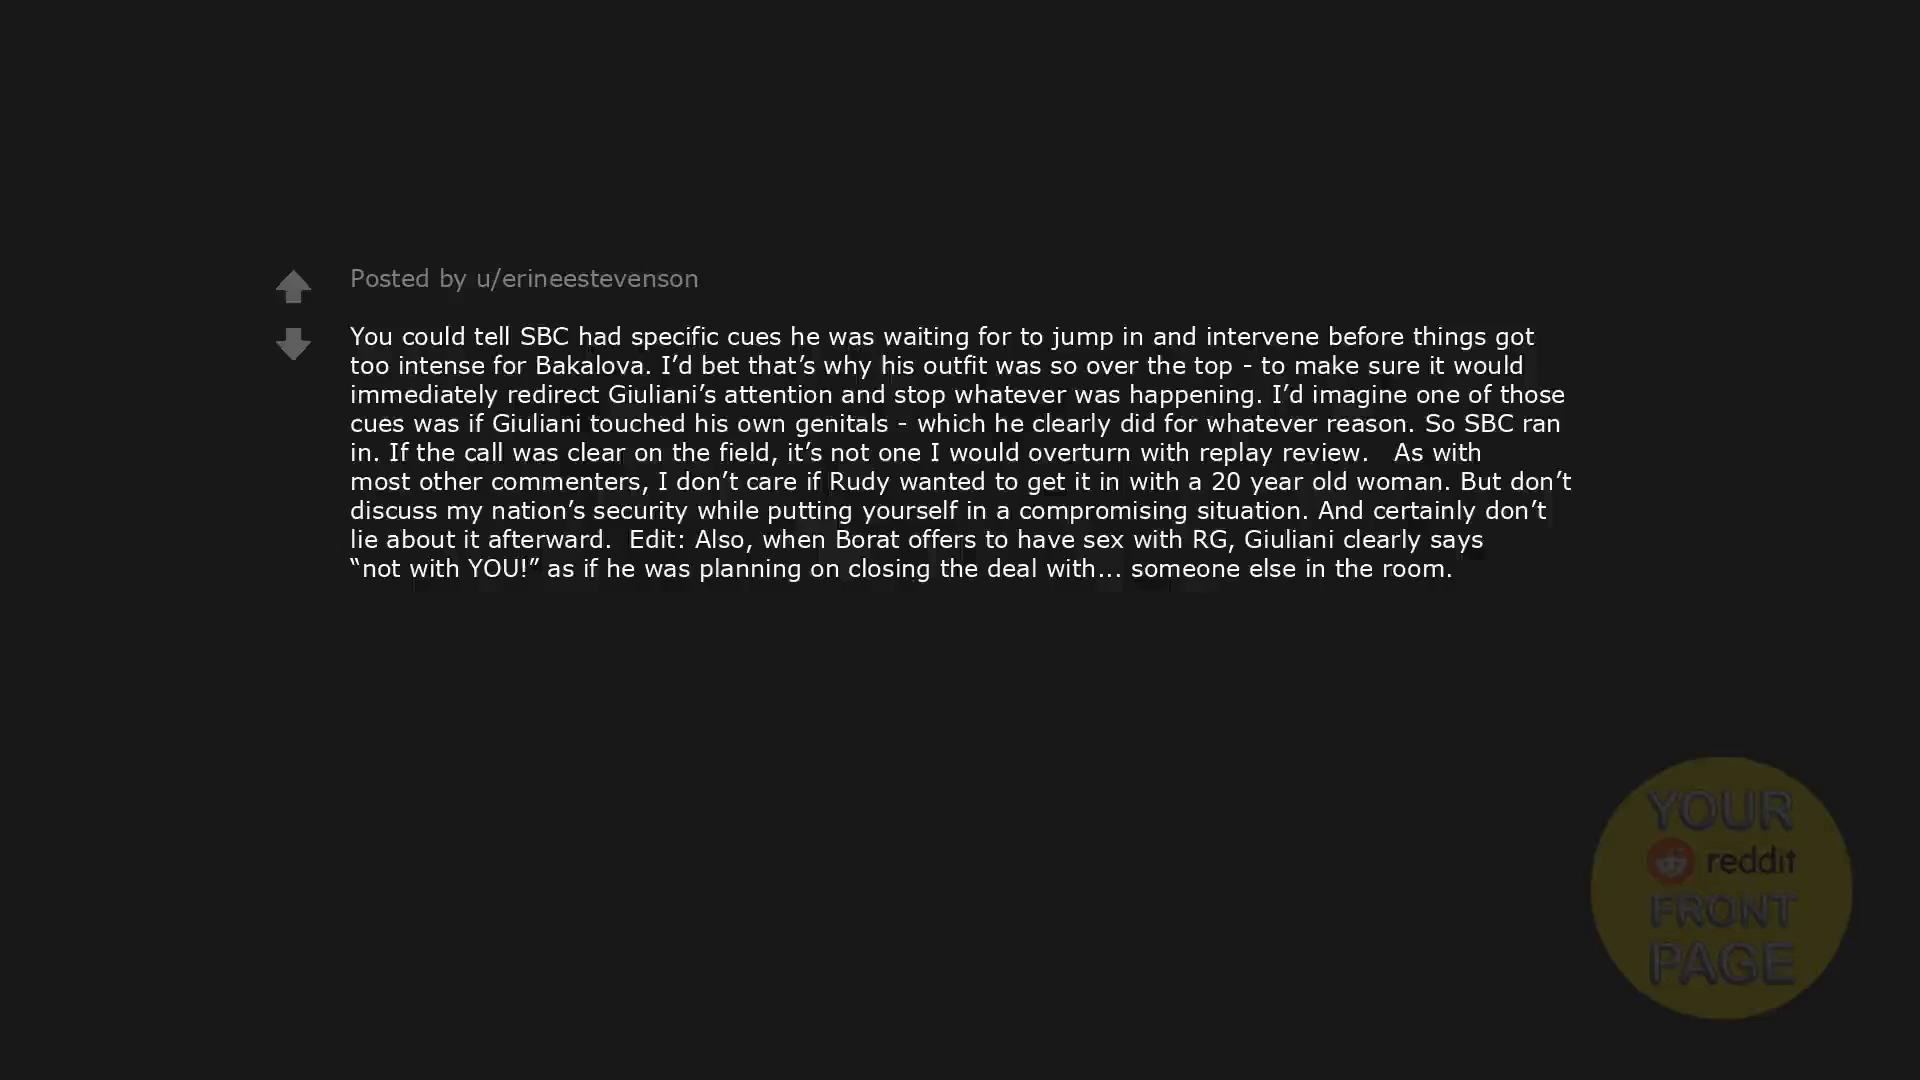 Posted by u/erineestevenson
You could tell SBC had specific cues he was waiting for to jump in and intervene before things got
too intense for Bakalova. I’d bet that’s why his outfit was so over the top - to make sure it would
immediately redirect Giuliani’s attention and stop whatever was happening. I’d imagine one of those
cues was if Giuliani touched his own genitals - which he clearly did for whatever reason. So SBC ran
in. If the call was clear on the field, it’s not one I would overturn with replay review.   As with
most other commenters, I don’t care if Rudy wanted to get it in with a 20 year old woman. But don’t
discuss my nation’s security while putting yourself in a compromising situation. And certainly don’t
lie about it afterward.  Edit: Also, when Borat offers to have sex with RG, Giuliani clearly says
“not with YOU!” as if he was planning on closing the deal with... someone else in the room.
YOUR
reddit
FRONT
PAGE